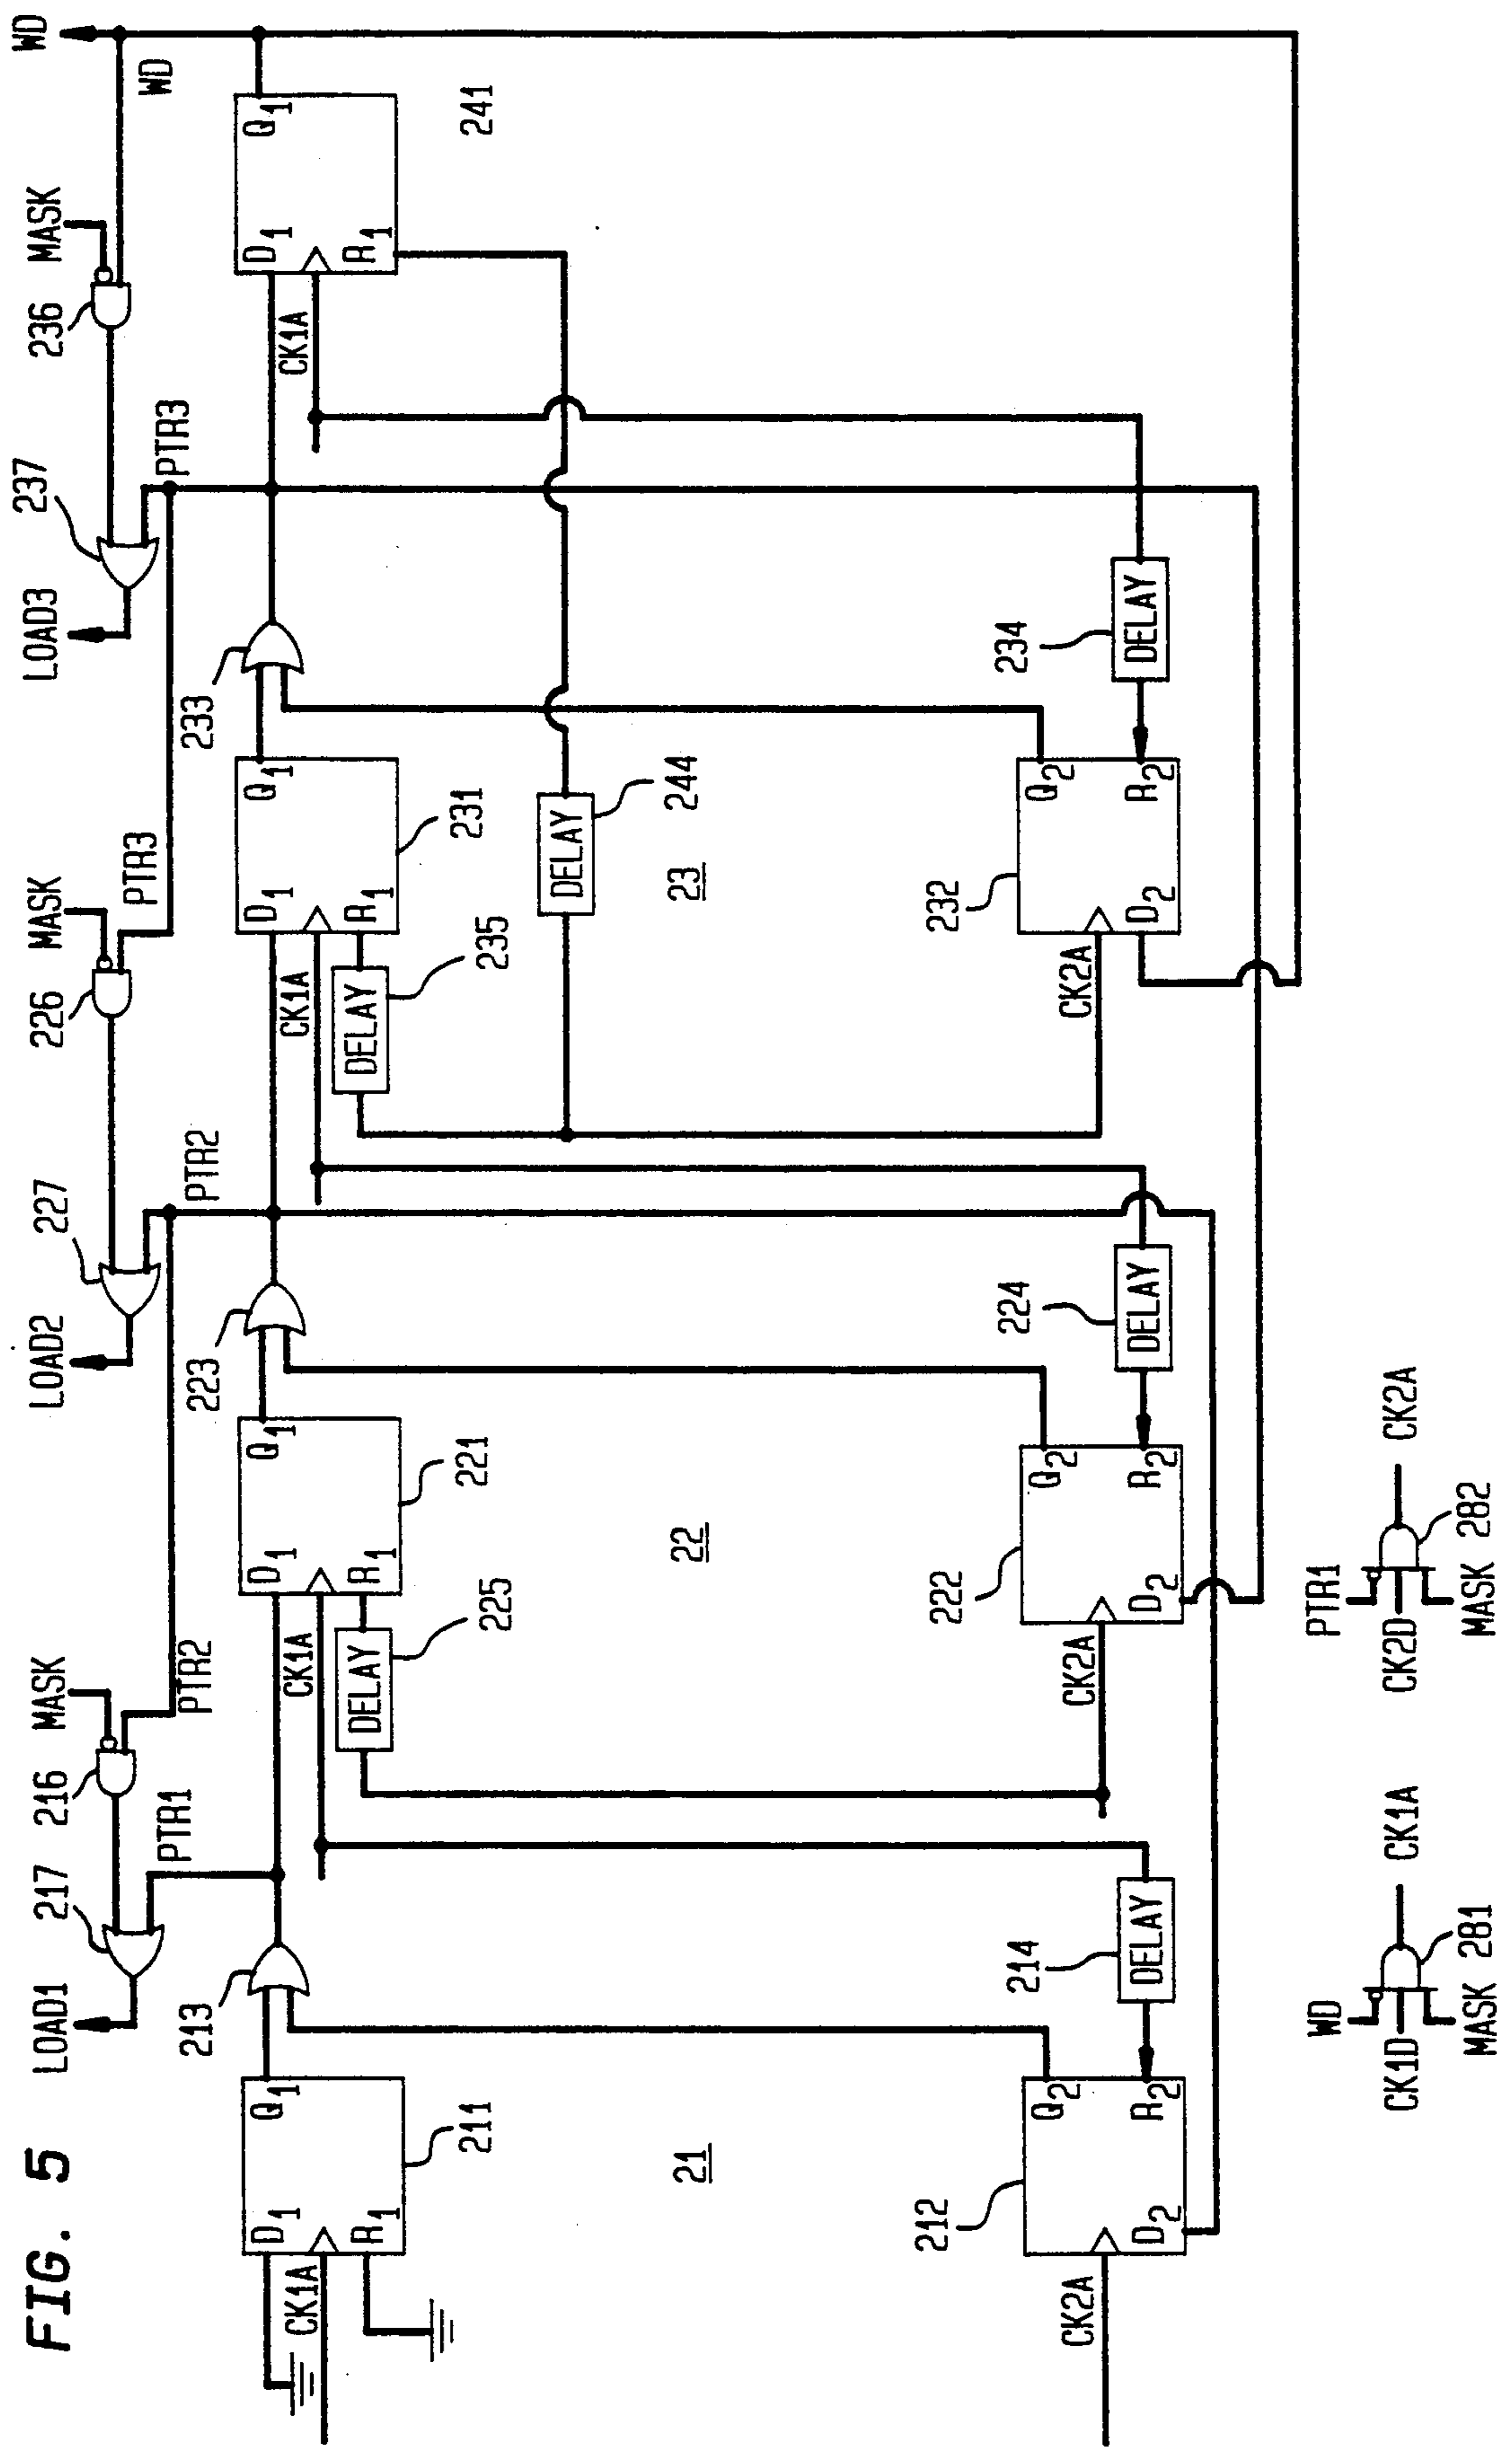 FIG. 5
LOAD1
217
216
MASK
PTR1
PTR2
LOAD2
227
226
MASK
PTR2
PTR3
LOAD3
237
236
MASK
PTR3
WD
WD
213
223
233
D1
Q1
R1
CK1A
211
D1
Q1
R1
CK1A
221
DELAY
225
D1
Q1
R1
CK1A
231
DELAY
235
D1
Q1
R1
CK1A
241
DELAY
244
21
22
23
212
CK2A
D2
Q2
R2
214
DELAY
222
CK2A
D2
Q2
R2
224
DELAY
232
CK2A
D2
Q2
R2
234
DELAY
WD
CK1D
MASK
281
CK1A
PTR1
CK2D
MASK
282
CK2A